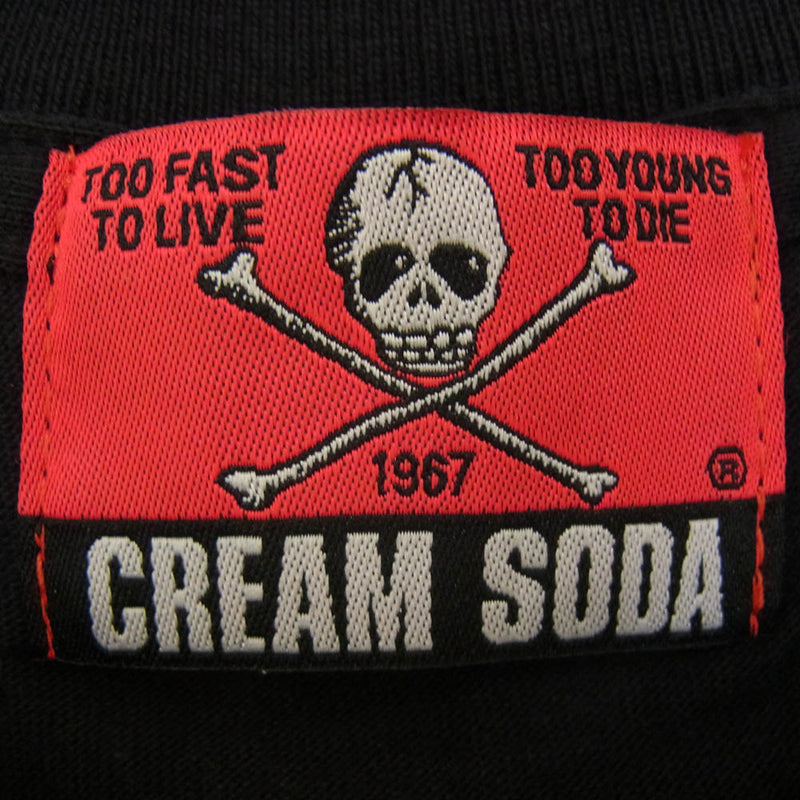 TOO FAST
TO LIVE
TOO YOUNG
TO DIE
1967
®
CREAM SODA